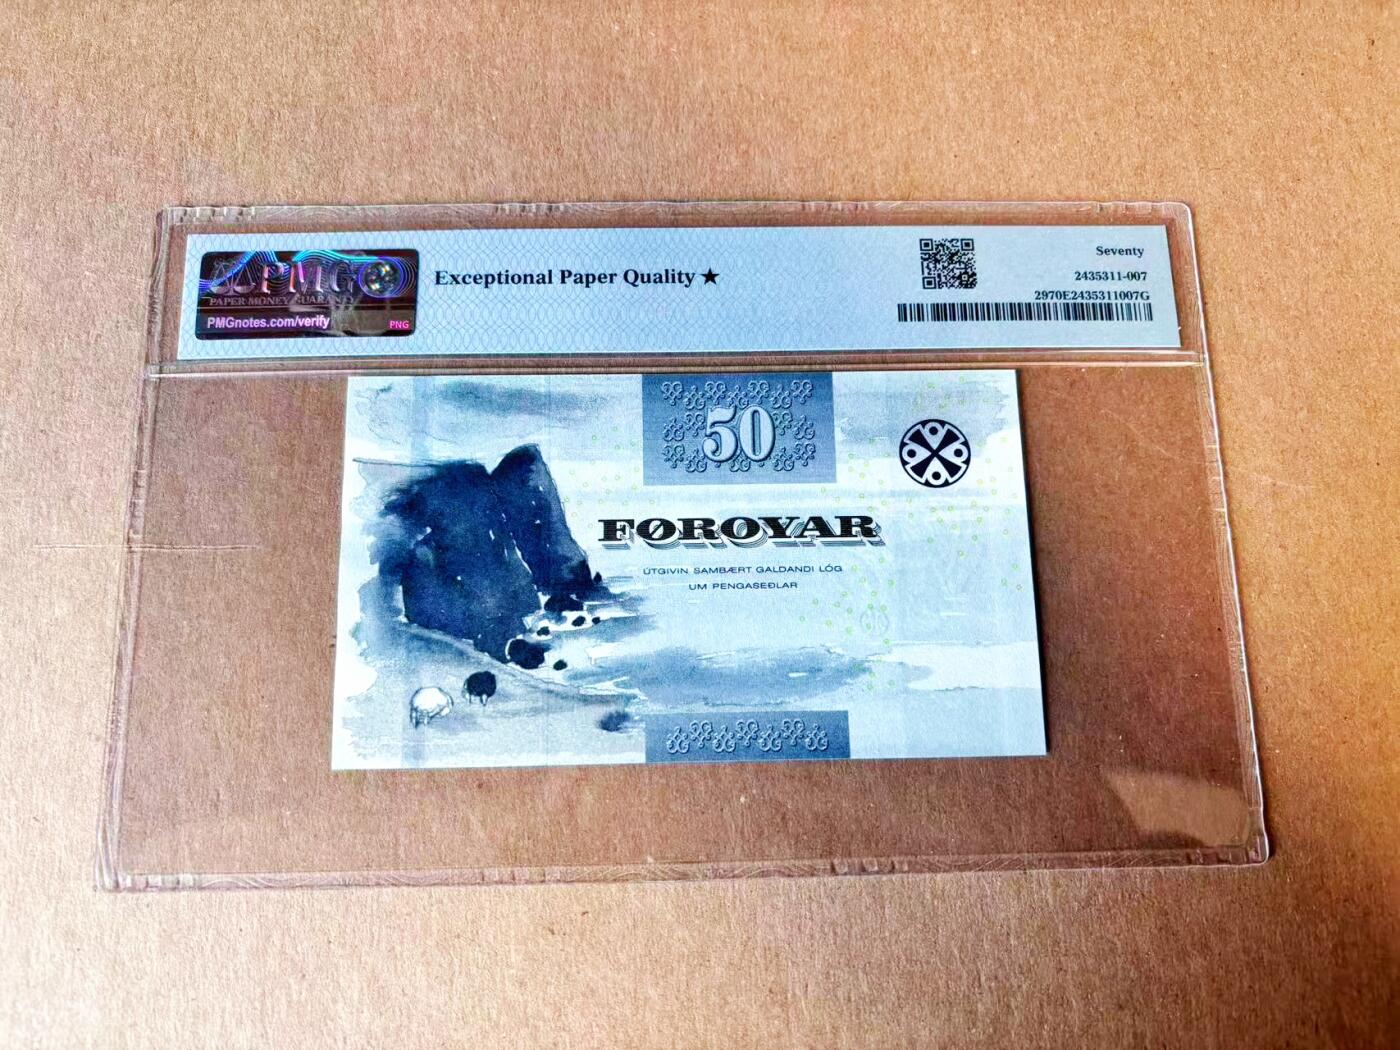 PMG
PAPER MONEY GUARANTY
PMGnotes.com/verify
PNG
Exceptional Paper Quality ★
Seventy
2435311-007
2970E2435311007G
50
FØROYAR
ÚTGIVIN SAMBÆRT GALDANDI LÓG
UM PENGASEÐLAR